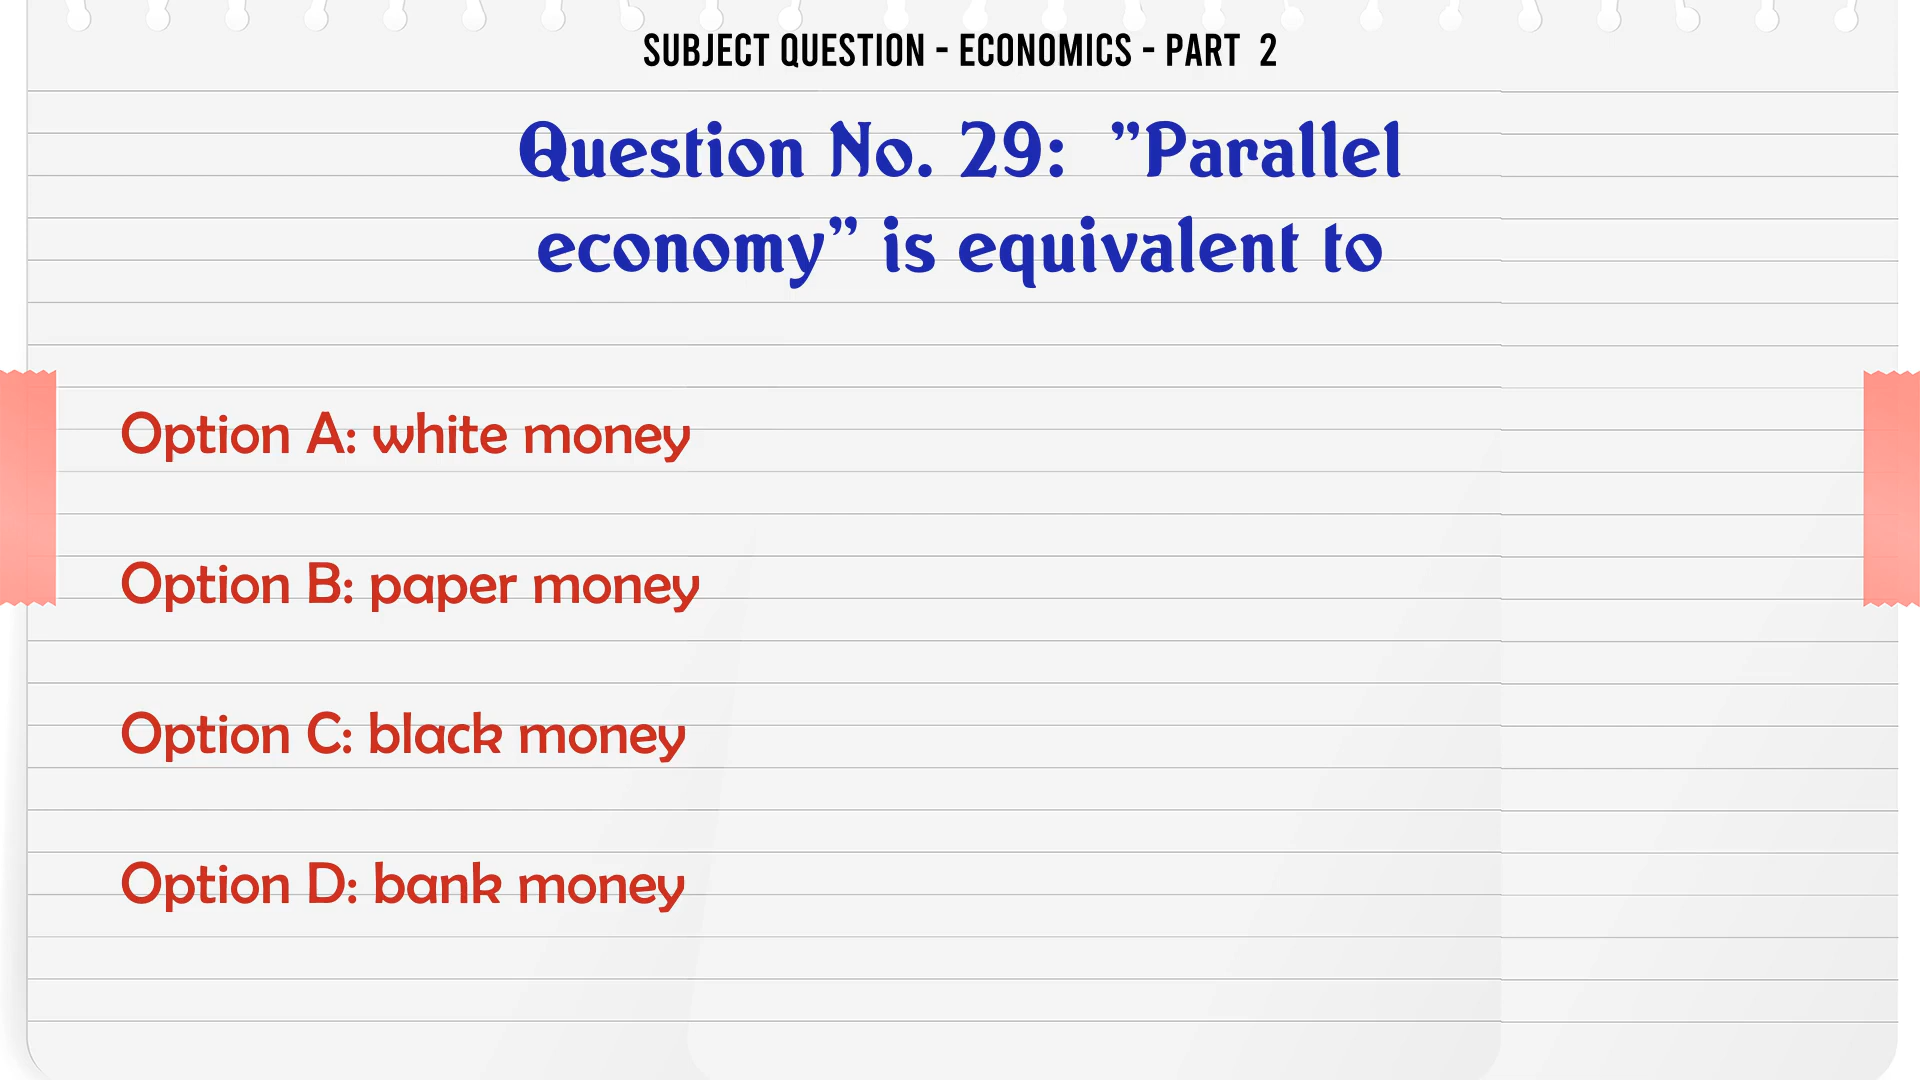 SUBJECT QUESTION - ECONOMICS - PART 2
Question No. 29: ”Parallel
economy” is equivalent to
Option A: white money
Option B: paper money
Option C: black money
Option D: bank money